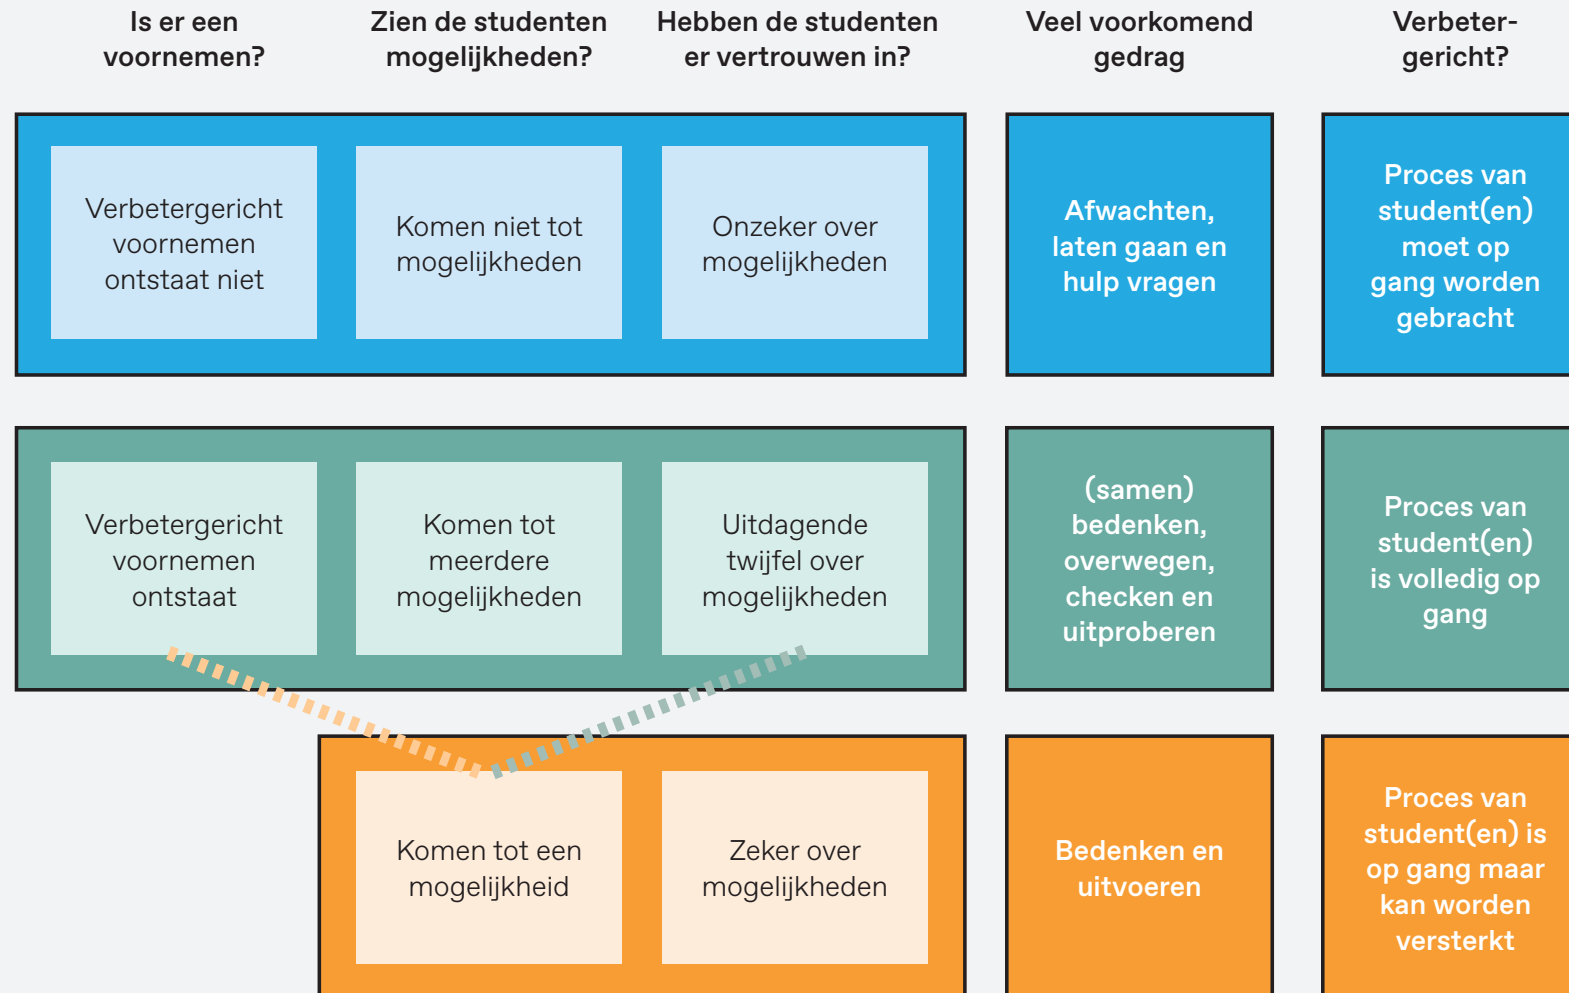 Is er een
voornemen?
Zien de studenten
mogelijkheden?
Hebben de studenten
er vertrouwen in?
Veel voorkomend
gedrag
Verbeter-
gericht?
Verbetergericht
voornemen
ontstaat niet
Komen niet tot
mogelijkheden
Onzeker over
mogelijkheden
Afwachten,
laten gaan en
hulp vragen
Proces van
student(en)
moet op
gang worden
gebracht
Verbetergericht
voornemen
ontstaat
Komen tot
meerdere
mogelijkheden
Uitdagende
twijfel over
mogelijkheden
(samen)
bedenken,
overwegen,
checken en
uitproberen
Proces van
student(en)
is volledig op
gang
Komen tot een
mogelijkheid
Zeker over
mogelijkheden
Bedenken en
uitvoeren
Proces van
student(en) is
op gang maar
kan worden
versterkt